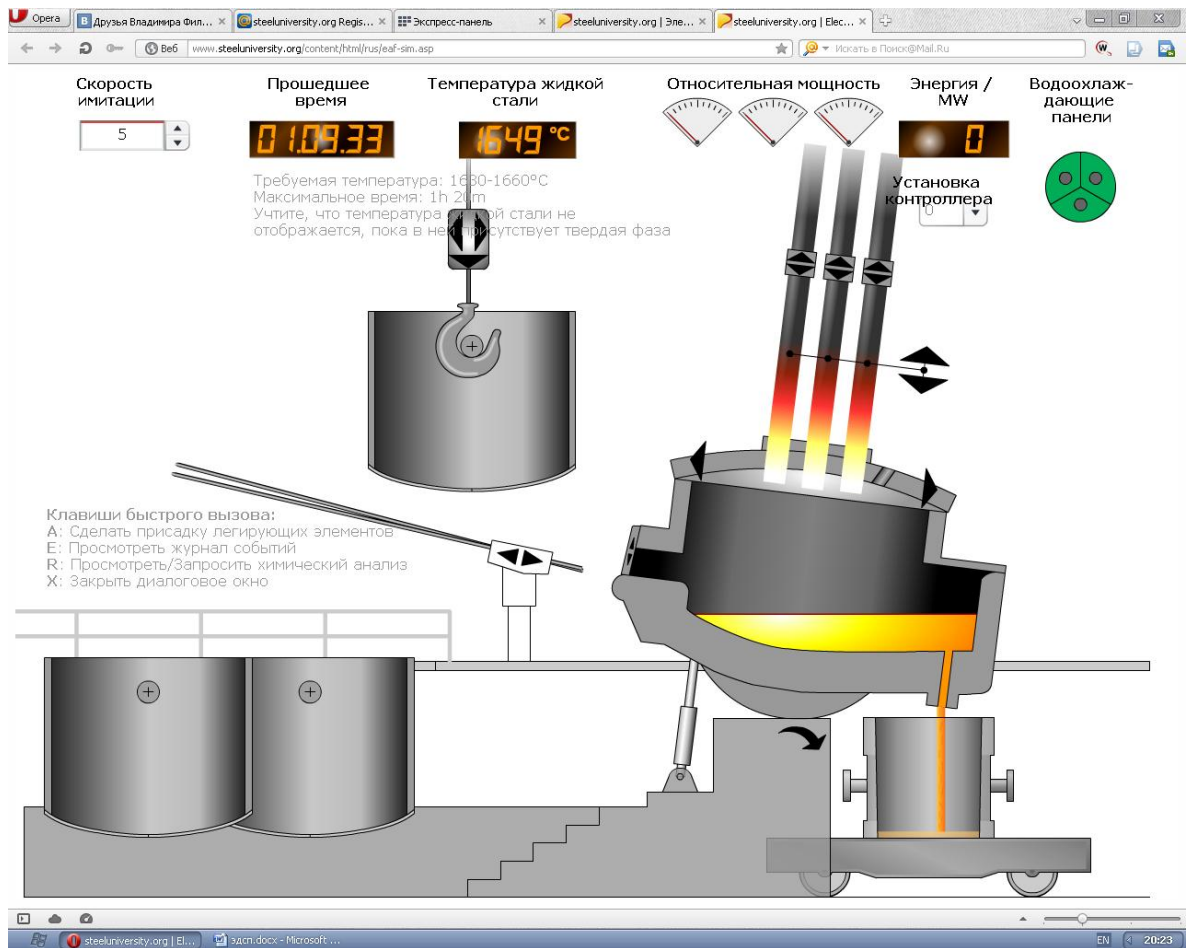 Opera
Друзья Владимира Фил...
steeluniversity.org Regis...
Экспресс-панель
steeluniversity.org | Эле...
steeluniversity.org | Elec...
Веб
www.steeluniversity.org/content/html/rus/eaf-sim.asp
Искать в Поиск@Mail.Ru
Скорость
имитации
5
Прошедшее
время
01.09.33
Температура жидкой
стали
1649 °C
Относительная мощность
Энергия /
MW
0
Водоохлаж-
дающие
панели
Требуемая температура: 1630-1660°C
Максимальное время: 1h 20m
Учтите, что температура жидкой стали не
отображается, пока в ней присутствует твердая фаза
Установка
контроллера
0
Клавиши быстрого вызова:
A: Сделать присадку легирующих элементов
E: Просмотреть журнал событий
R: Просмотреть/Запросить химический анализ
X: Закрыть диалоговое окно
steeluniversity.org | El...
эдсп.docx - Microsoft ...
EN
20:23